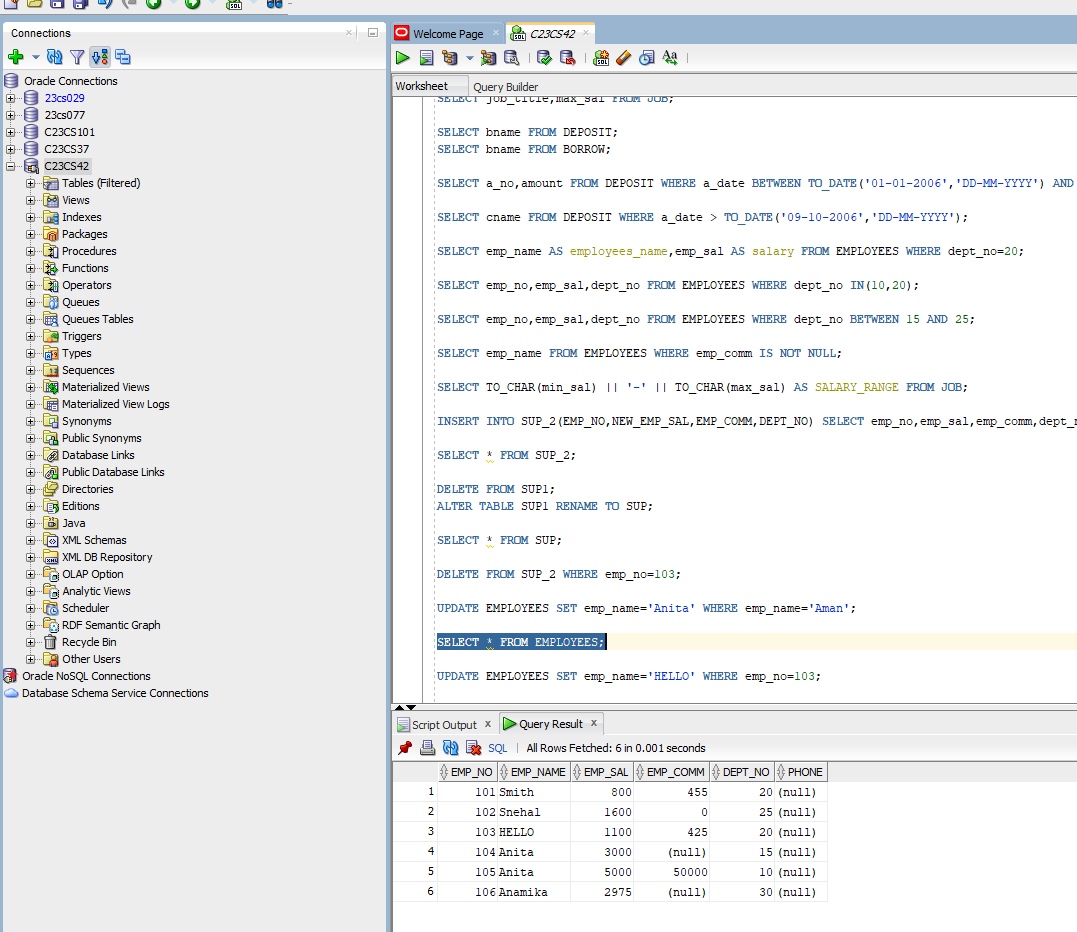 Connections
Oracle Connections
23cs029
23cs077
C23CS101
C23CS37
C23CS42
Tables (Filtered)
Views
Indexes
Packages
Procedures
Functions
Operators
Queues
Queues Tables
Triggers
Types
Sequences
Materialized Views
Materialized View Logs
Synonyms
Public Synonyms
Database Links
Public Database Links
Directories
Editions
Java
XML Schemas
XML DB Repository
OLAP Option
Analytic Views
Scheduler
RDF Semantic Graph
Recycle Bin
Other Users
Oracle NoSQL Connections
Database Schema Service Connections
Welcome Page C23CS42
Worksheet Query Builder
SELECT job_title,max_sal FROM JOB;
SELECT bname FROM DEPOSIT;
SELECT bname FROM BORROW;
SELECT a_no,amount FROM DEPOSIT WHERE a_date BETWEEN TO_DATE('01-01-2006','DD-MM-YYYY') AND
SELECT cname FROM DEPOSIT WHERE a_date > TO_DATE('09-10-2006','DD-MM-YYYY');
SELECT emp_name AS employees_name,emp_sal AS salary FROM EMPLOYEES WHERE dept_no=20;
SELECT emp_no,emp_sal,dept_no FROM EMPLOYEES WHERE dept_no IN(10,20);
SELECT emp_no,emp_sal,dept_no FROM EMPLOYEES WHERE dept_no BETWEEN 15 AND 25;
SELECT emp_name FROM EMPLOYEES WHERE emp_comm IS NOT NULL;
SELECT TO_CHAR(min_sal) || '-' || TO_CHAR(max_sal) AS SALARY_RANGE FROM JOB;
INSERT INTO SUP_2(EMP_NO,NEW_EMP_SAL,EMP_COMM,DEPT_NO) SELECT emp_no,emp_sal,emp_comm,dept_n
SELECT * FROM SUP_2;
DELETE FROM SUP1;
ALTER TABLE SUP1 RENAME TO SUP;
SELECT * FROM SUP;
DELETE FROM SUP_2 WHERE emp_no=103;
UPDATE EMPLOYEES SET emp_name='Anita' WHERE emp_name='Aman';
SELECT * FROM EMPLOYEES;
UPDATE EMPLOYEES SET emp_name='HELLO' WHERE emp_no=103;
Script Output Query Result
SQL | All Rows Fetched: 6 in 0.001 seconds
EMP_NO EMP_NAME EMP_SAL EMP_COMM DEPT_NO PHONE
1 101 Smith 800 455 20 (null)
2 102 Snehal 1600 0 25 (null)
3 103 HELLO 1100 425 20 (null)
4 104 Anita 3000 (null) 15 (null)
5 105 Anita 5000 50000 10 (null)
6 106 Anamika 2975 (null) 30 (null)